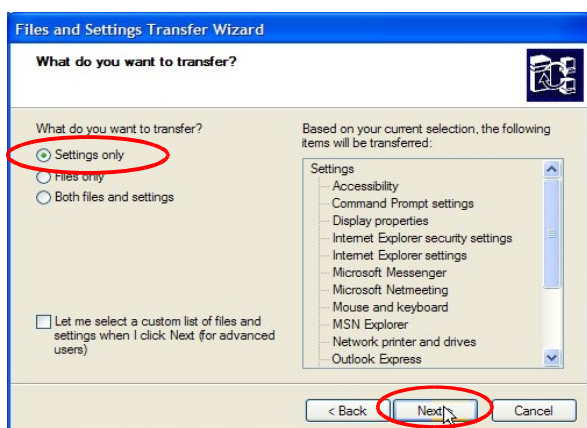 Files and Settings Transfer Wizard
What do you want to transfer?
What do you want to transfer?
Settings only
Files only
Both files and settings
Let me select a custom list of files and
settings when I click Next (for advanced
users)
Based on your current selection, the following
items will be transferred:
Settings
Accessibility
Command Prompt settings
Display properties
Internet Explorer security settings
Internet Explorer settings
Microsoft Messenger
Microsoft Netmeeting
Mouse and keyboard
MSN Explorer
Network printer and drives
Outlook Express
< Back
Next >
Cancel